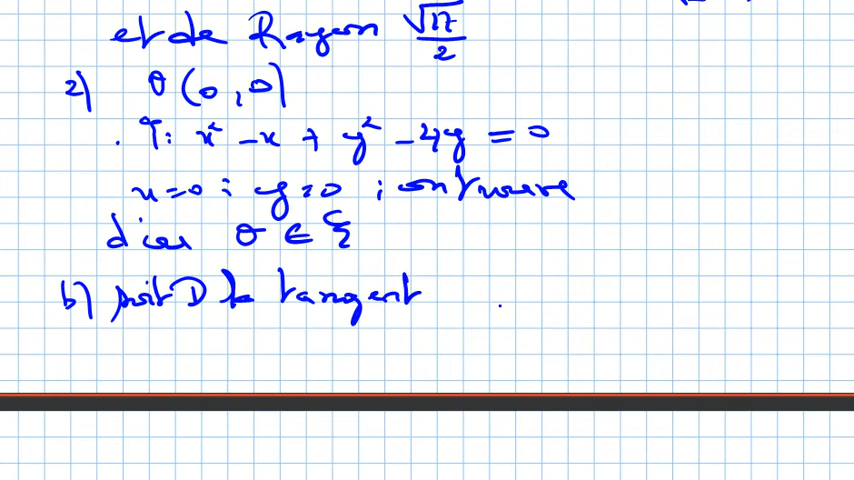 et de Rayon √17/2
2) O (0, 0)
. T: x² - x + y² - 4y = 0
x = 0 ; y = 0 ; on trouve
O ∈ ξ
b) soit D la tangent